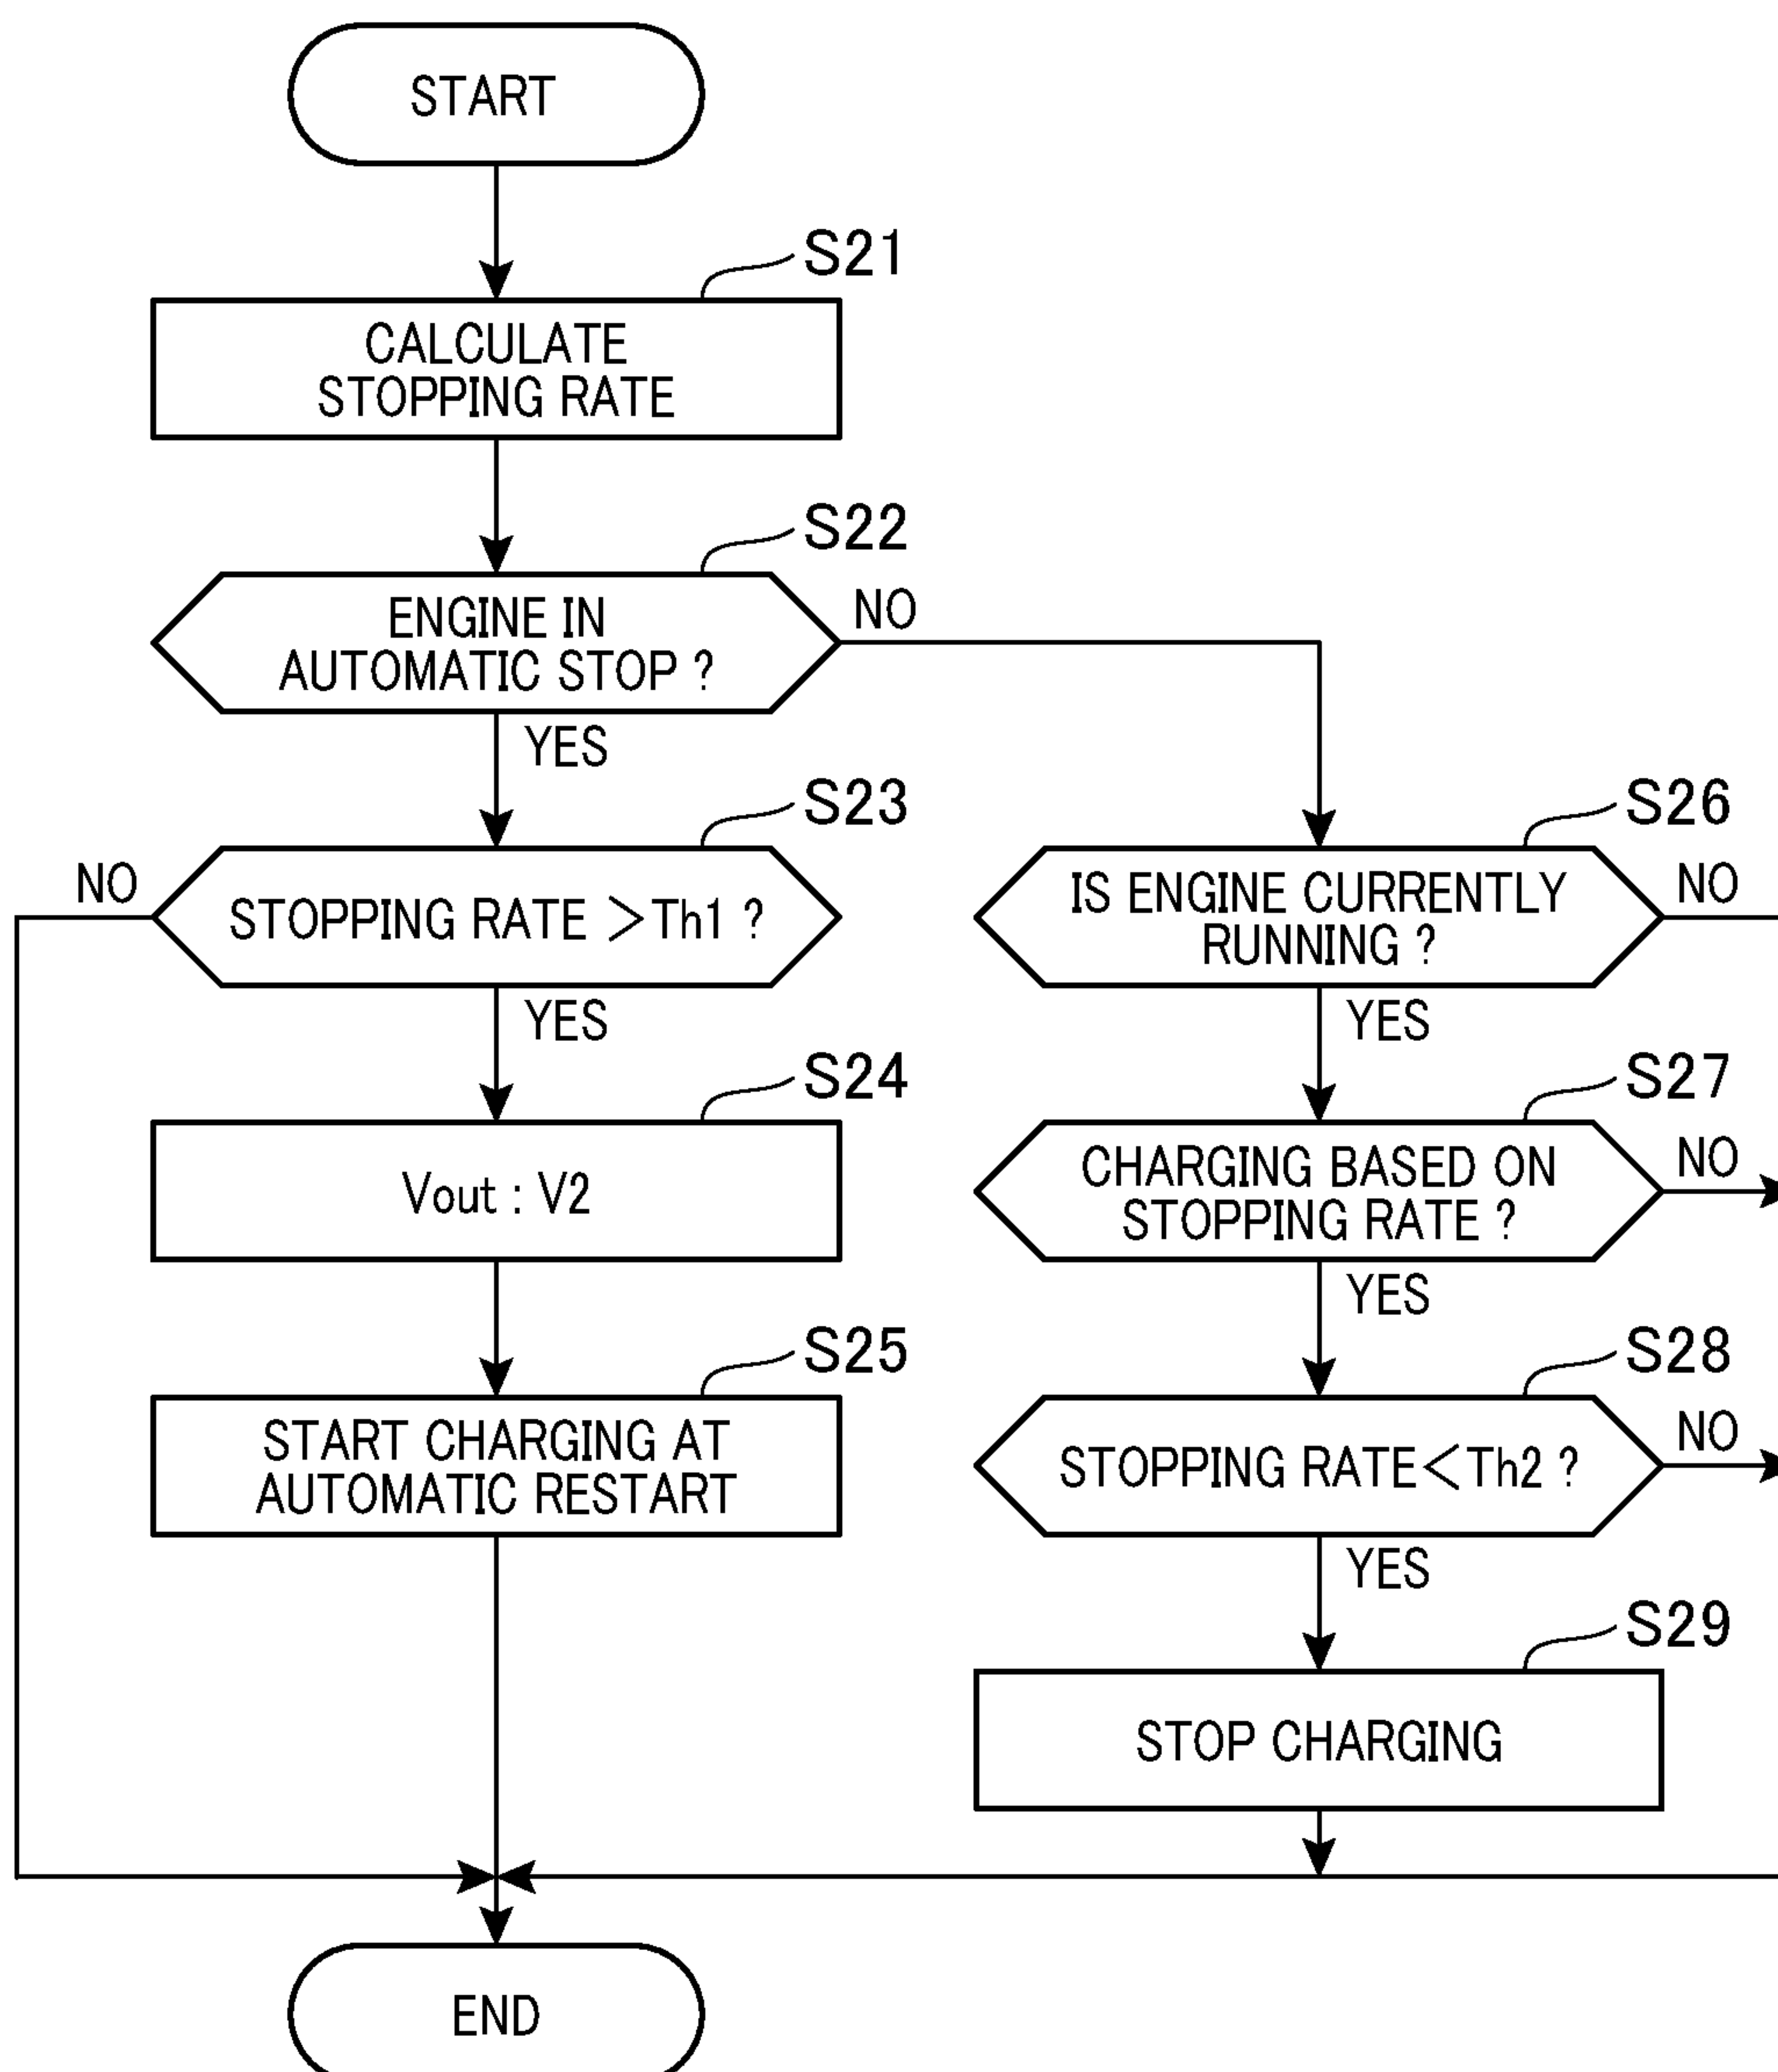 START
S21
CALCULATE
STOPPING RATE
S22
ENGINE IN
AUTOMATIC STOP ?
NO
YES
S23
NO
STOPPING RATE >Th1 ?
YES
S24
Vout : V2
S25
START CHARGING AT
AUTOMATIC RESTART
S26
IS ENGINE CURRENTLY
RUNNING ?
NO
YES
S27
CHARGING BASED ON
STOPPING RATE ?
NO
YES
S28
STOPPING RATE<Th2 ?
NO
YES
S29
STOP CHARGING
END